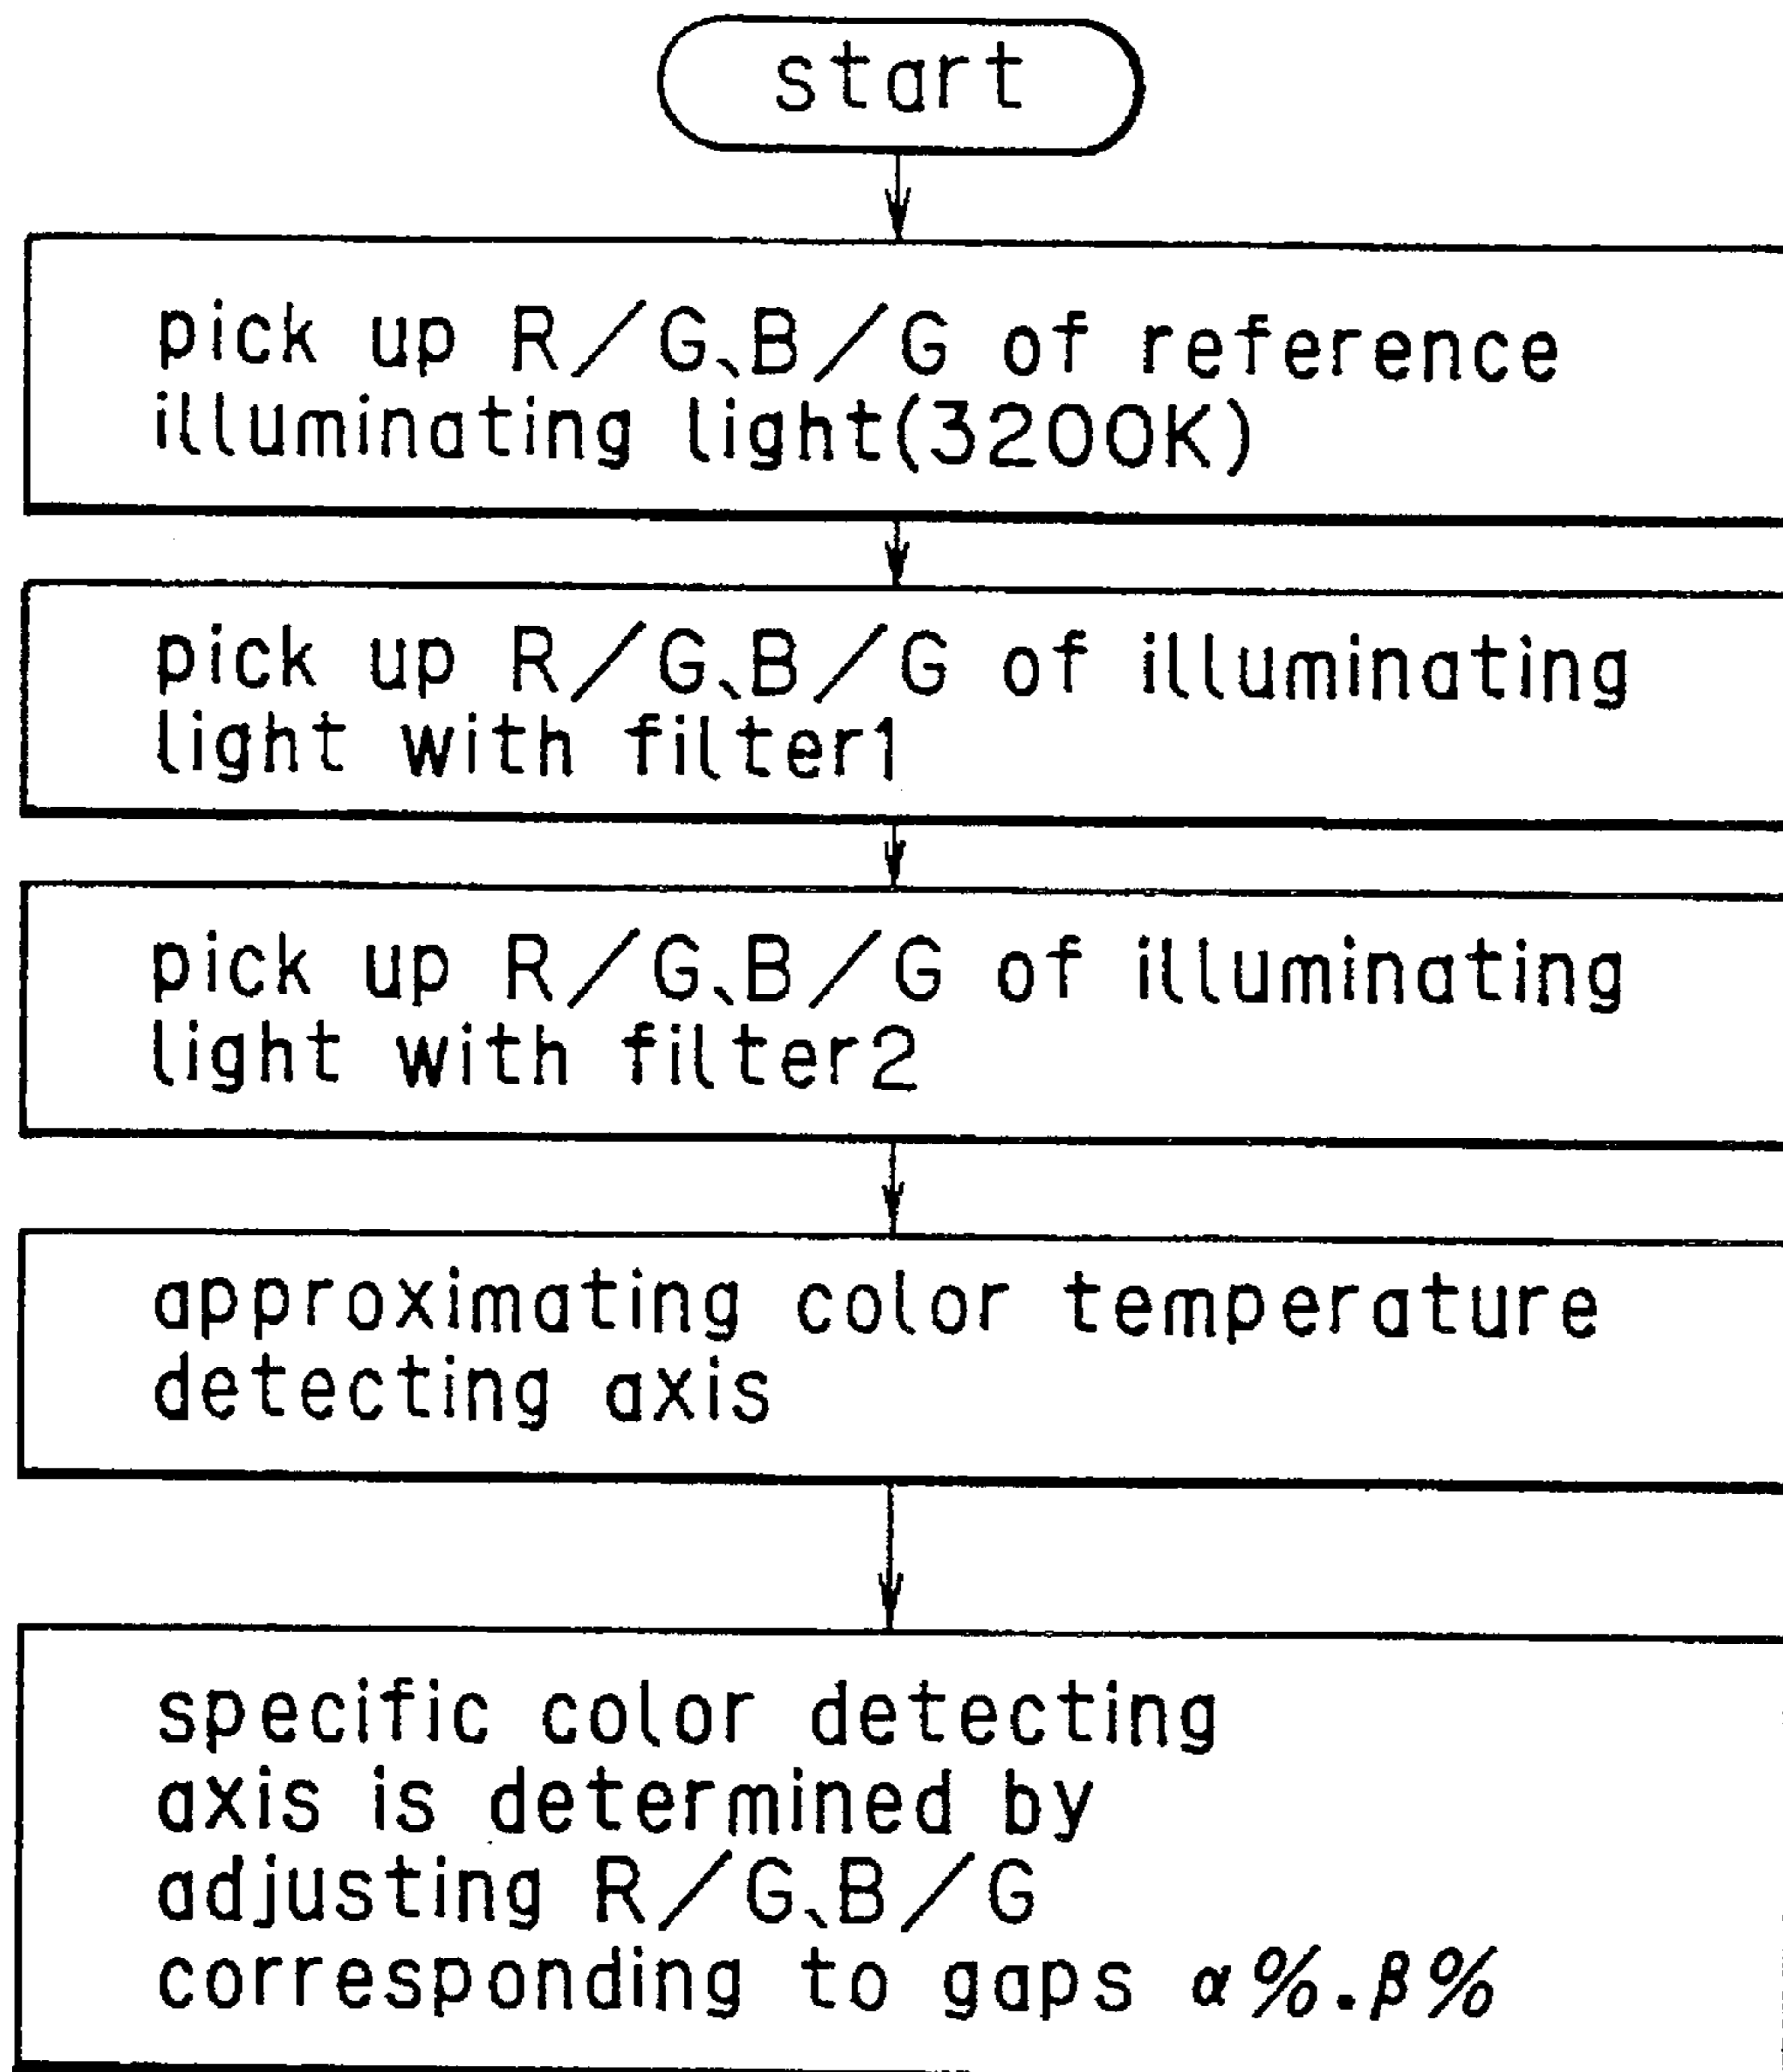 start
pick up R/G、B/G of reference
illuminating light(3200K)
pick up R/G、B/G of illuminating
light with filter1
pick up R/G、B/G of illuminating
light with filter2
approximating color temperature
detecting axis
specific color detecting
axis is determined by
adjusting R/G、B/G
corresponding to gaps α%.β%